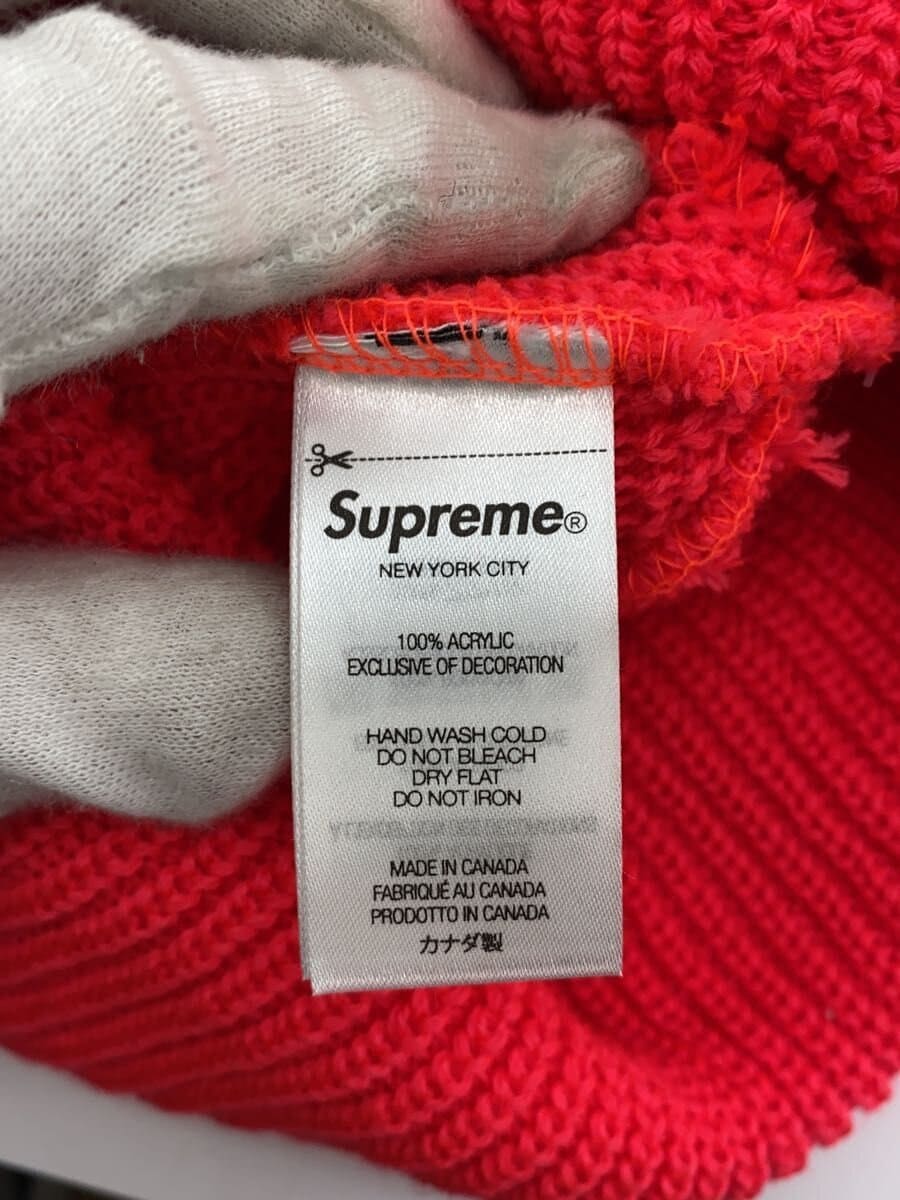 Supreme®
NEW YORK CITY
100% ACRYLIC
EXCLUSIVE OF DECORATION
HAND WASH COLD
DO NOT BLEACH
DRY FLAT
DO NOT IRON
MADE IN CANADA
FABRIQUÉ AU CANADA
PRODOTTO IN CANADA
カナダ製